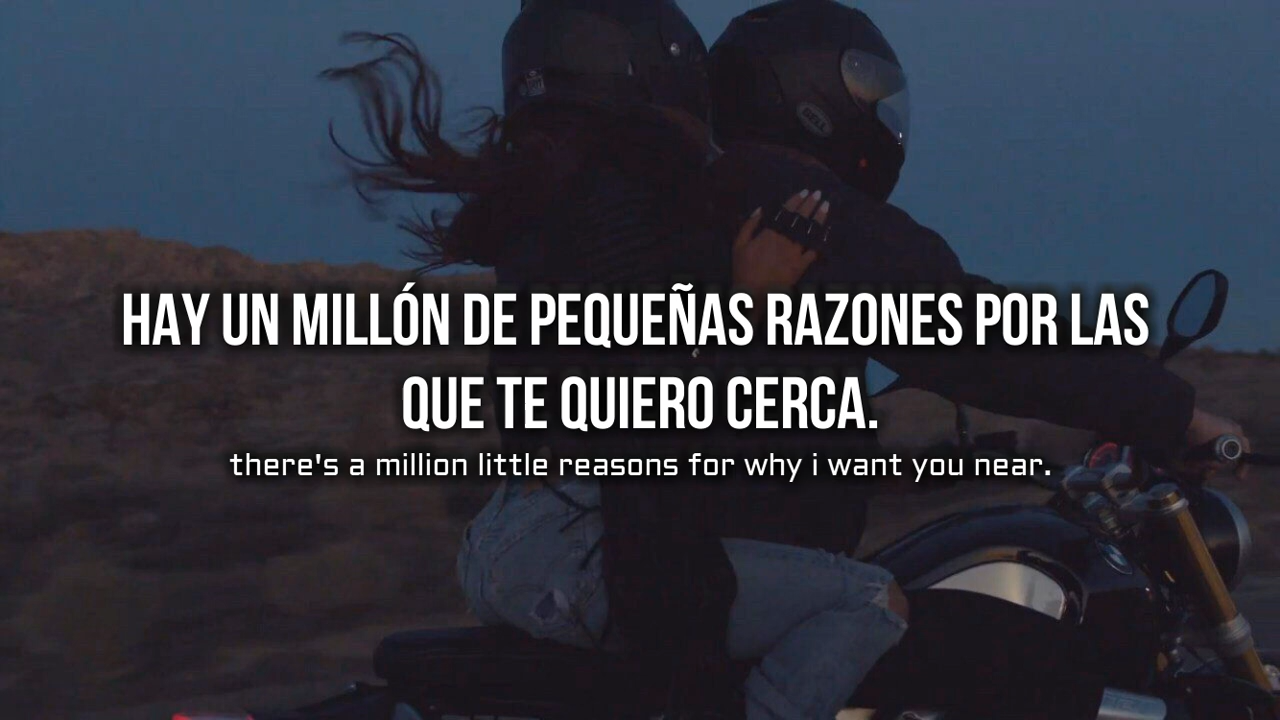 BELL
HAY UN MILLÓN DE PEQUEÑAS RAZONES POR LAS
QUE TE QUIERO CERCA.
there's a million little reasons for why i want you near.